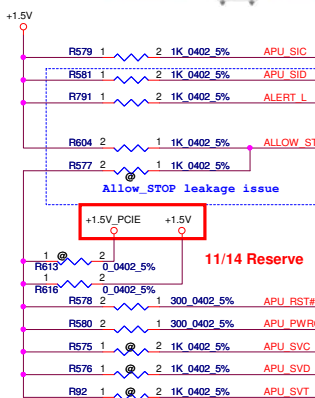 +1.5V
R579 1 2 1K_0402_5% APU_SIC
R581 1 2 1K_0402_5% APU_SID
R791 1 2 1K_0402_5% ALERT_L
R604 2 1 1K_0402_5% ALLOW_ST
R577 2 1 1K_0402_5%
@
Allow_STOP leakage issue
+1.5V_PCIE +1.5V
1 @ 2
R613 0_0402_5%
11/14 Reserve
1 2
R616 0_0402_5%
R578 2 1 300_0402_5% APU_RST#
R580 2 1 300_0402_5% APU_PWR
R575 1 @ 2 1K_0402_5% APU_SVC
R576 1 @ 2 1K_0402_5% APU_SVD
R92 1 @ 2 1K_0402_5% APU_SVT